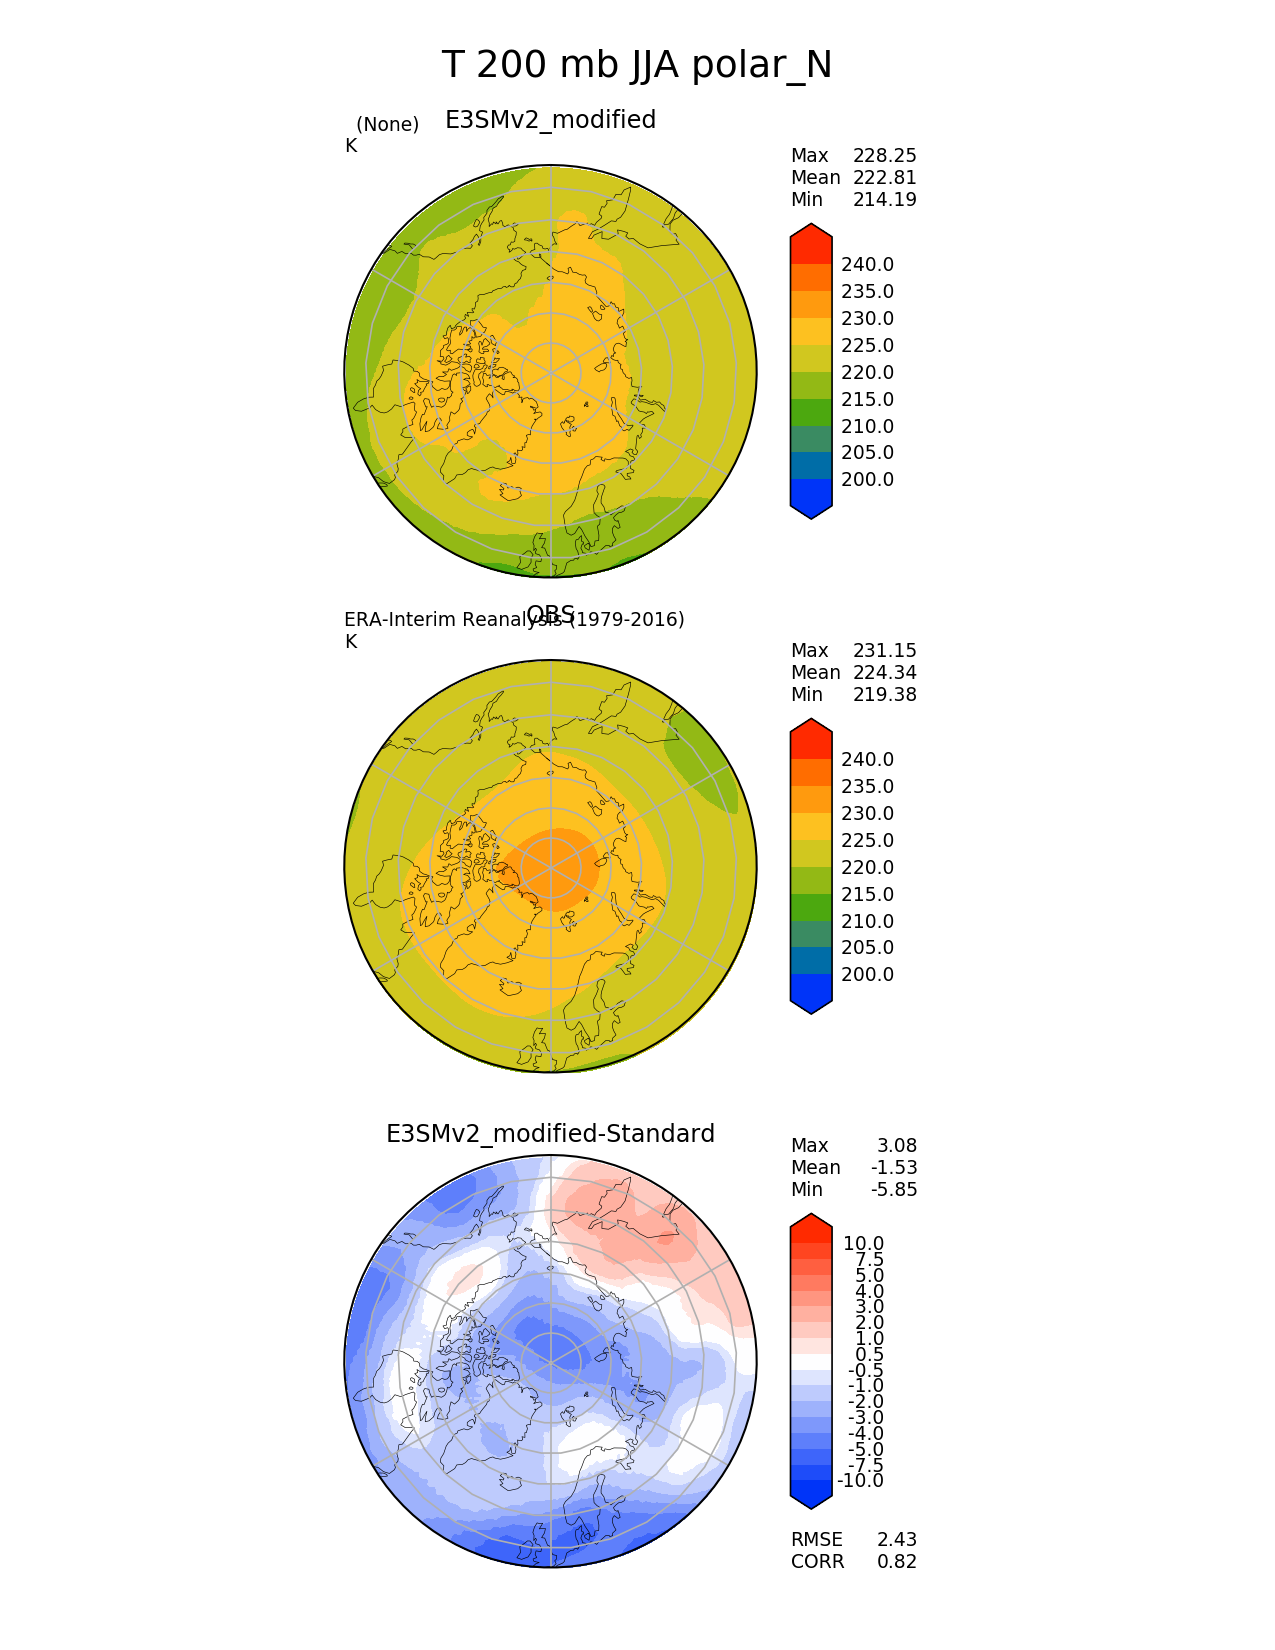 T 200 mb JJA polar_N
(None) E3SMv2_modified
K
Max 228.25
Mean 222.81
Min 214.19
240.0
235.0
230.0
225.0
220.0
215.0
210.0
205.0
200.0
OBS
ERA-Interim Reanalysis (1979-2016)
K
Max 231.15
Mean 224.34
Min 219.38
240.0
235.0
230.0
225.0
220.0
215.0
210.0
205.0
200.0
E3SMv2_modified-Standard
Max 3.08
Mean -1.53
Min -5.85
10.0
7.5
5.0
4.0
3.0
2.0
1.0
0.5
-0.5
-1.0
-2.0
-3.0
-4.0
-5.0
-7.5
-10.0
RMSE 2.43
CORR 0.82